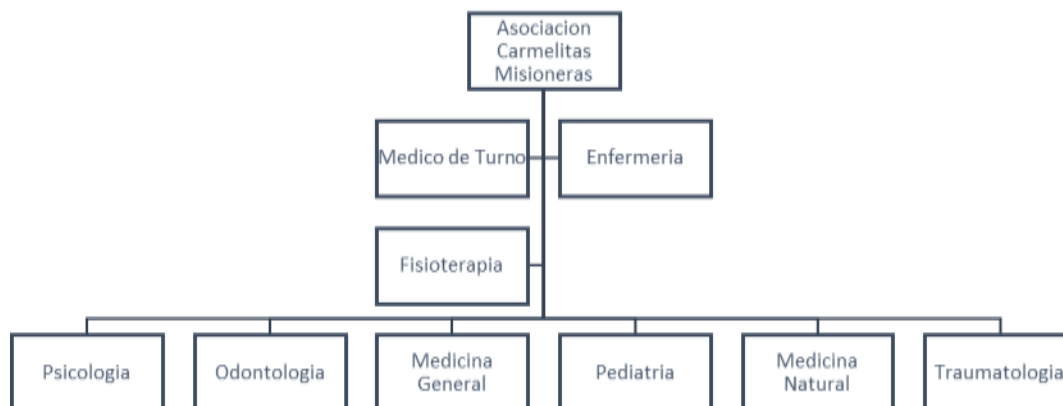 Asociacion
Carmelitas
Misioneras
Medico de Turno
Enfermeria
Fisioterapia
Psicologia
Odontologia
Medicina
General
Pediatria
Medicina
Natural
Traumatologia